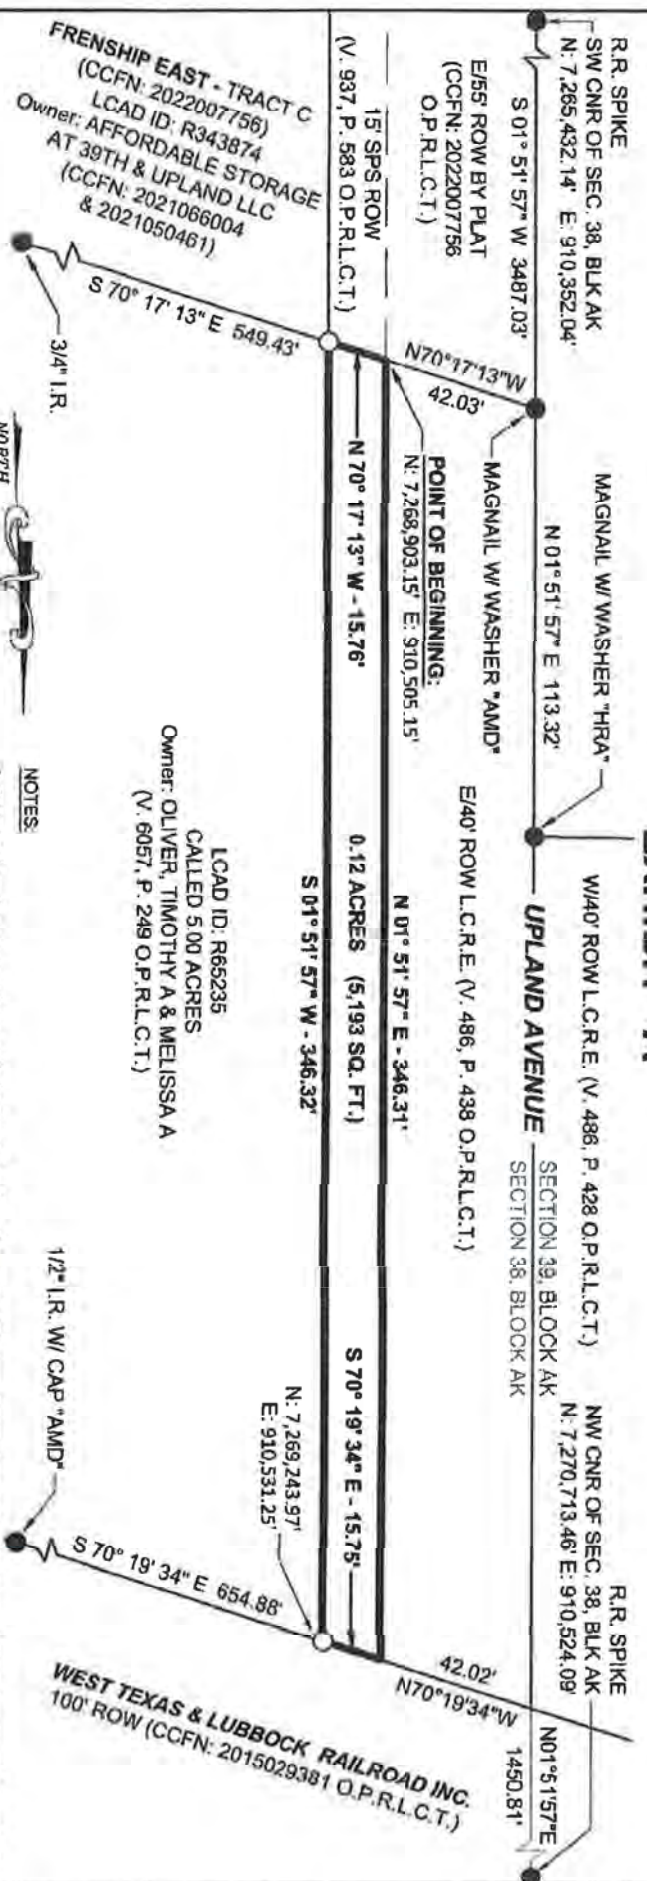 R.R. SPIKE
SW CNR OF SEC. 38, BLK AK
N: 7,265,432.14' E: 910,352.04'
S 01° 51' 57" W 3487.03'
E/55' ROW BY PLAT
(CCFN: 2022007756
O.P.R.L.C.T.)
15' SPS ROW
(V. 937, P. 583 O.P.R.L.C.T.)
FRENSHIP EAST - TRACT C
(CCFN: 2022007756)
LCAD ID: R343874
Owner: AFFORDABLE STORAGE
AT 39TH & UPLAND LLC
(CCFN: 2021066004
& 2021050461)
S 70° 17' 13" E 549.43'
3/4" I.R.
N70°17'13"W
42.03'
MAGNAIL W/ WASHER "HRA"
N 01° 51' 57" E 113.32'
MAGNAIL W/ WASHER "AMD"
POINT OF BEGINNING:
N: 7,268,903.15' E: 910,505.15'
N 70° 17' 13" W - 15.76'
W/40' ROW L.C.R.E. (V. 486, P. 428 O.P.R.L.C.T.)
UPLAND AVENUE
SECTION 39, BLOCK AK
SECTION 38, BLOCK AK
E/40' ROW L.C.R.E. (V. 486, P. 438 O.P.R.L.C.T.)
N 01° 51' 57" E - 346.31'
0.12 ACRES (5,193 SQ. FT.)
S 01° 51' 57" W - 346.32'
LCAD ID: R65235
CALLED 5.00 ACRES
Owner: OLIVER, TIMOTHY A & MELISSA A
(V. 6057, P. 249 O.P.R.L.C.T.)
R.R. SPIKE
NW CNR OF SEC. 38, BLK AK
N: 7,270,713.46' E: 910,524.09'
N01°51'57"E
1450.81'
42.02'
N70°19'34"W
S 70° 19' 34" E - 15.75'
N: 7,269,243.97'
E: 910,531.25'
S 70° 19' 34" E 654.88'
1/2" I.R. W/ CAP "AMD"
WEST TEXAS & LUBBOCK RAILROAD INC.
100' ROW (CCFN: 2015029381 O.P.R.L.C.T.)
NORTH
NOTES: